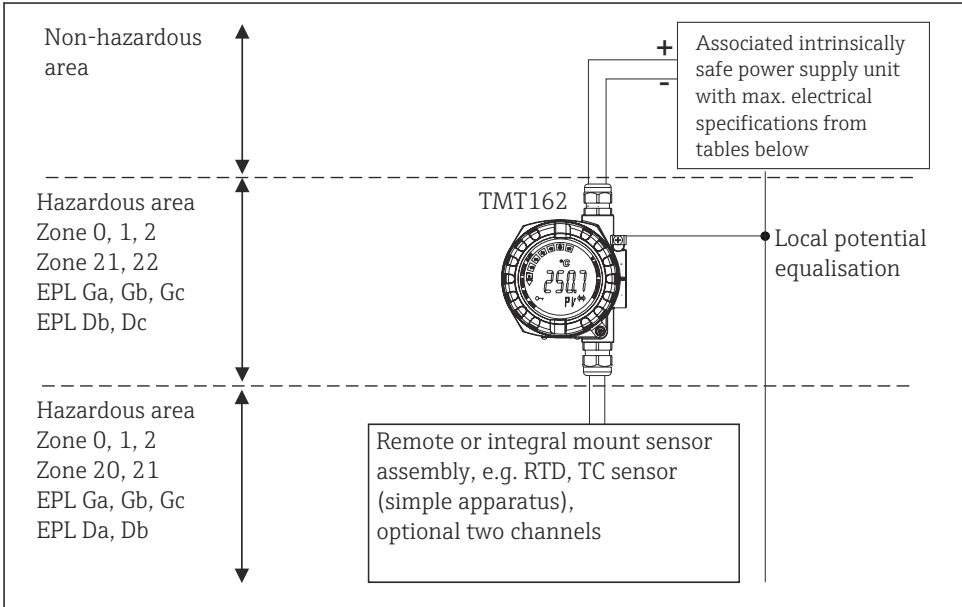 Non-hazardous
area
+
-
Associated intrinsically
safe power supply unit
with max. electrical
specifications from
tables below
Hazardous area
Zone 0, 1, 2
Zone 21, 22
EPL Ga, Gb, Gc
EPL Db, Dc
TMT162
°C
250.7
PV
Local potential
equalisation
Hazardous area
Zone 0, 1, 2
Zone 20, 21
EPL Ga, Gb, Gc
EPL Da, Db
Remote or integral mount sensor
assembly, e.g. RTD, TC sensor
(simple apparatus),
optional two channels